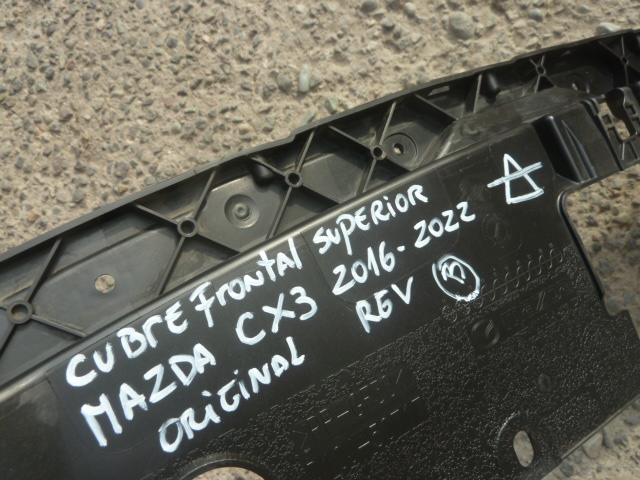 CUBRE FRONTAL SUPERIOR
MAZDA CX3 2016-2022
ORIGINAL REV M